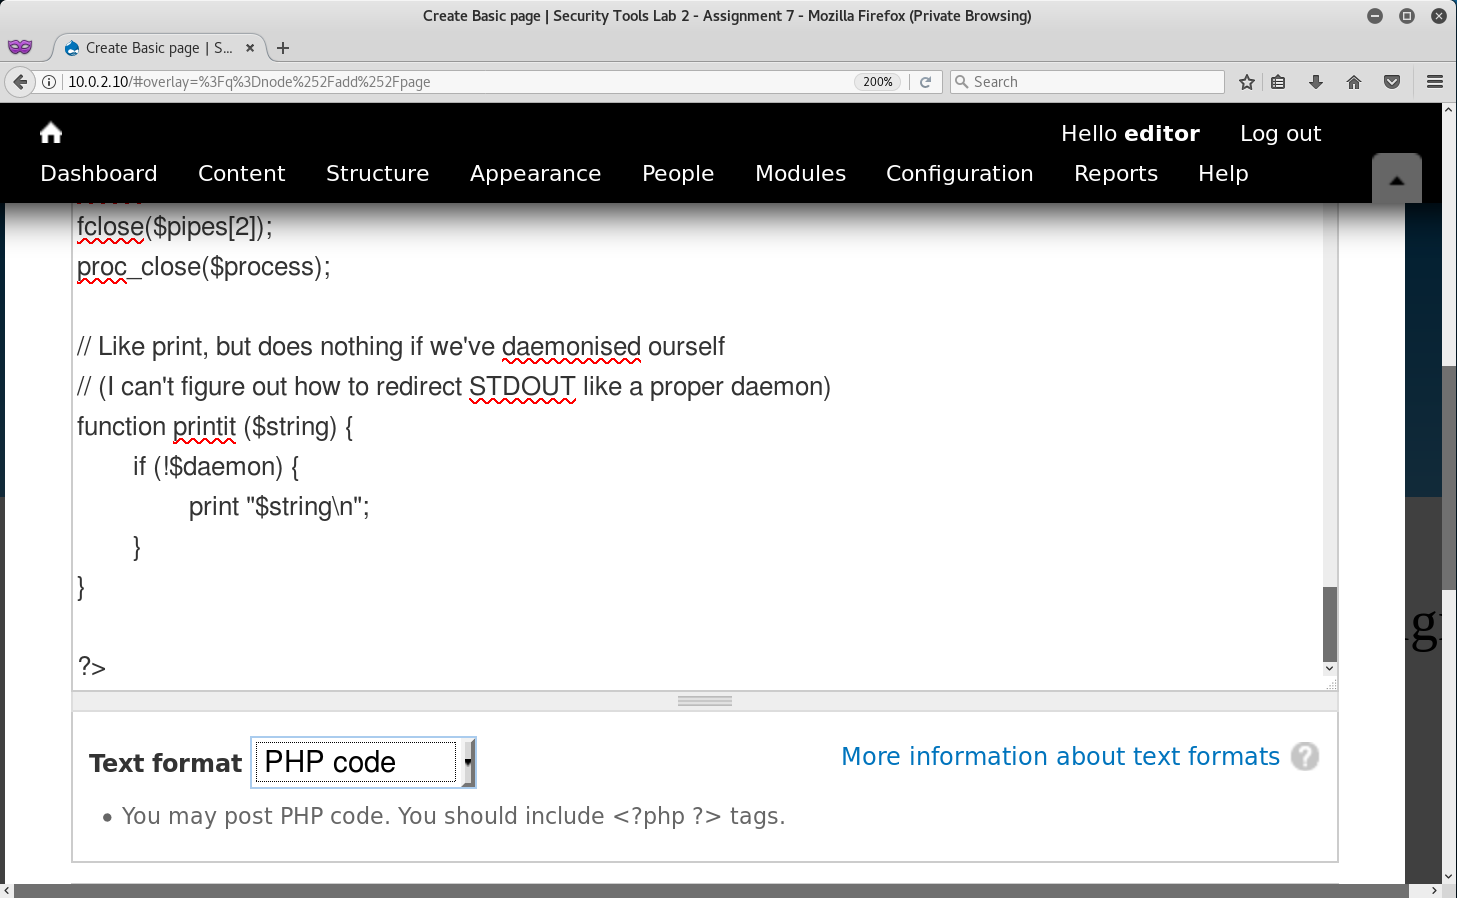 Create Basic page | Security Tools Lab 2 - Assignment 7 - Mozilla Firefox (Private Browsing)
Create Basic page | S...
10.0.2.10/#overlay=%3Fq%3Dnode%252Fadd%252Fpage
200%
Search
Hello editor
Log out
Dashboard Content Structure Appearance People Modules Configuration Reports Help
fclose($pipes[2]);
proc_close($process);
// Like print, but does nothing if we've daemonised ourself
// (I can't figure out how to redirect STDOUT like a proper daemon)
function printit ($string) {
if (!$daemon) {
print "$string\n";
}
}
?>
Text format PHP code
More information about text formats ?
• You may post PHP code. You should include <?php ?> tags.